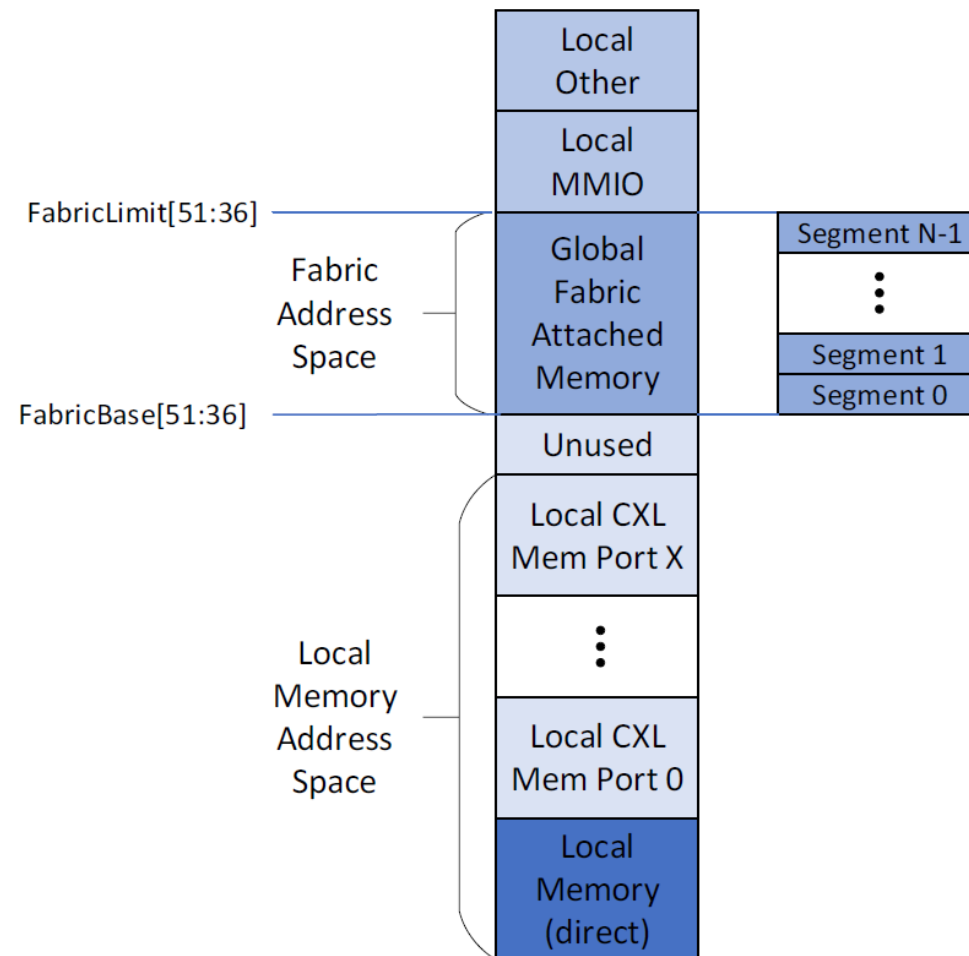 Local
Other
Local
MMIO
FabricLimit[51:36]
Fabric
Address
Space
Global
Fabric
Attached
Memory
Segment N-1
Segment 1
Segment 0
FabricBase[51:36]
Unused
Local CXL
Mem Port X
Local
Memory
Address
Space
Local CXL
Mem Port 0
Local
Memory
(direct)